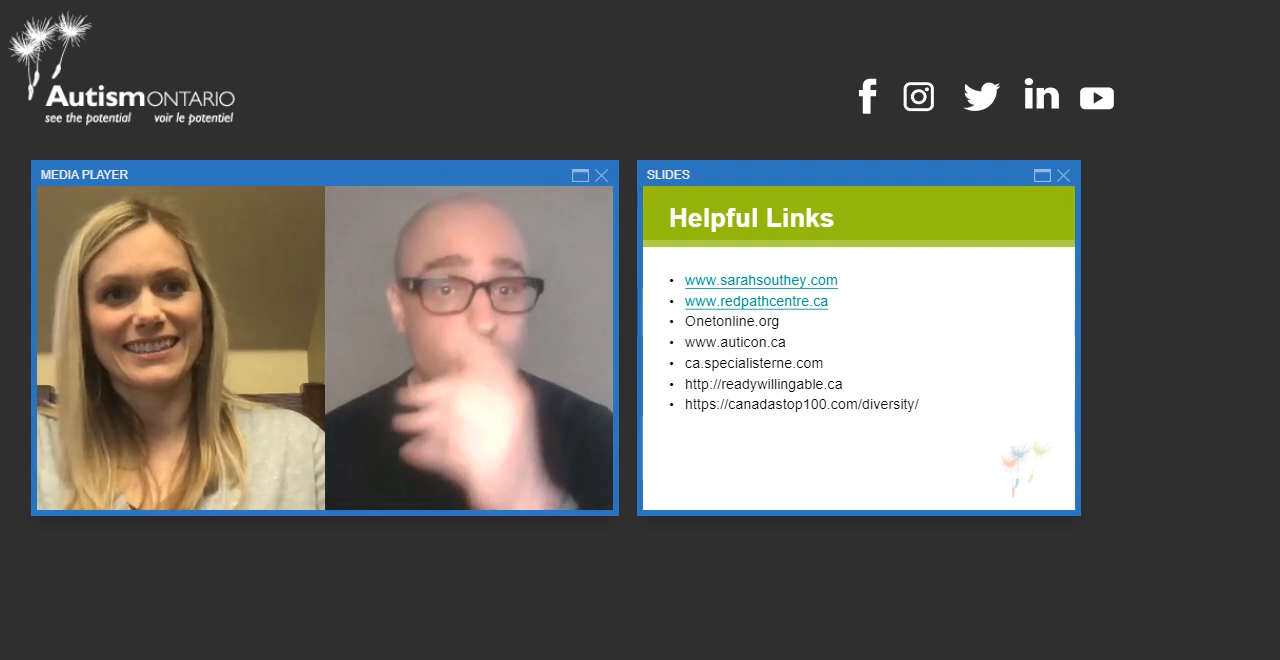 Autism ONTARIO
see the potential voir le potentiel
MEDIA PLAYER
SLIDES
Helpful Links
• www.sarahsouthey.com
• www.redpathcentre.ca
• Onetonline.org
• www.auticon.ca
• ca.specialisterne.com
• http://readywillingable.ca
• https://canadastop100.com/diversity/